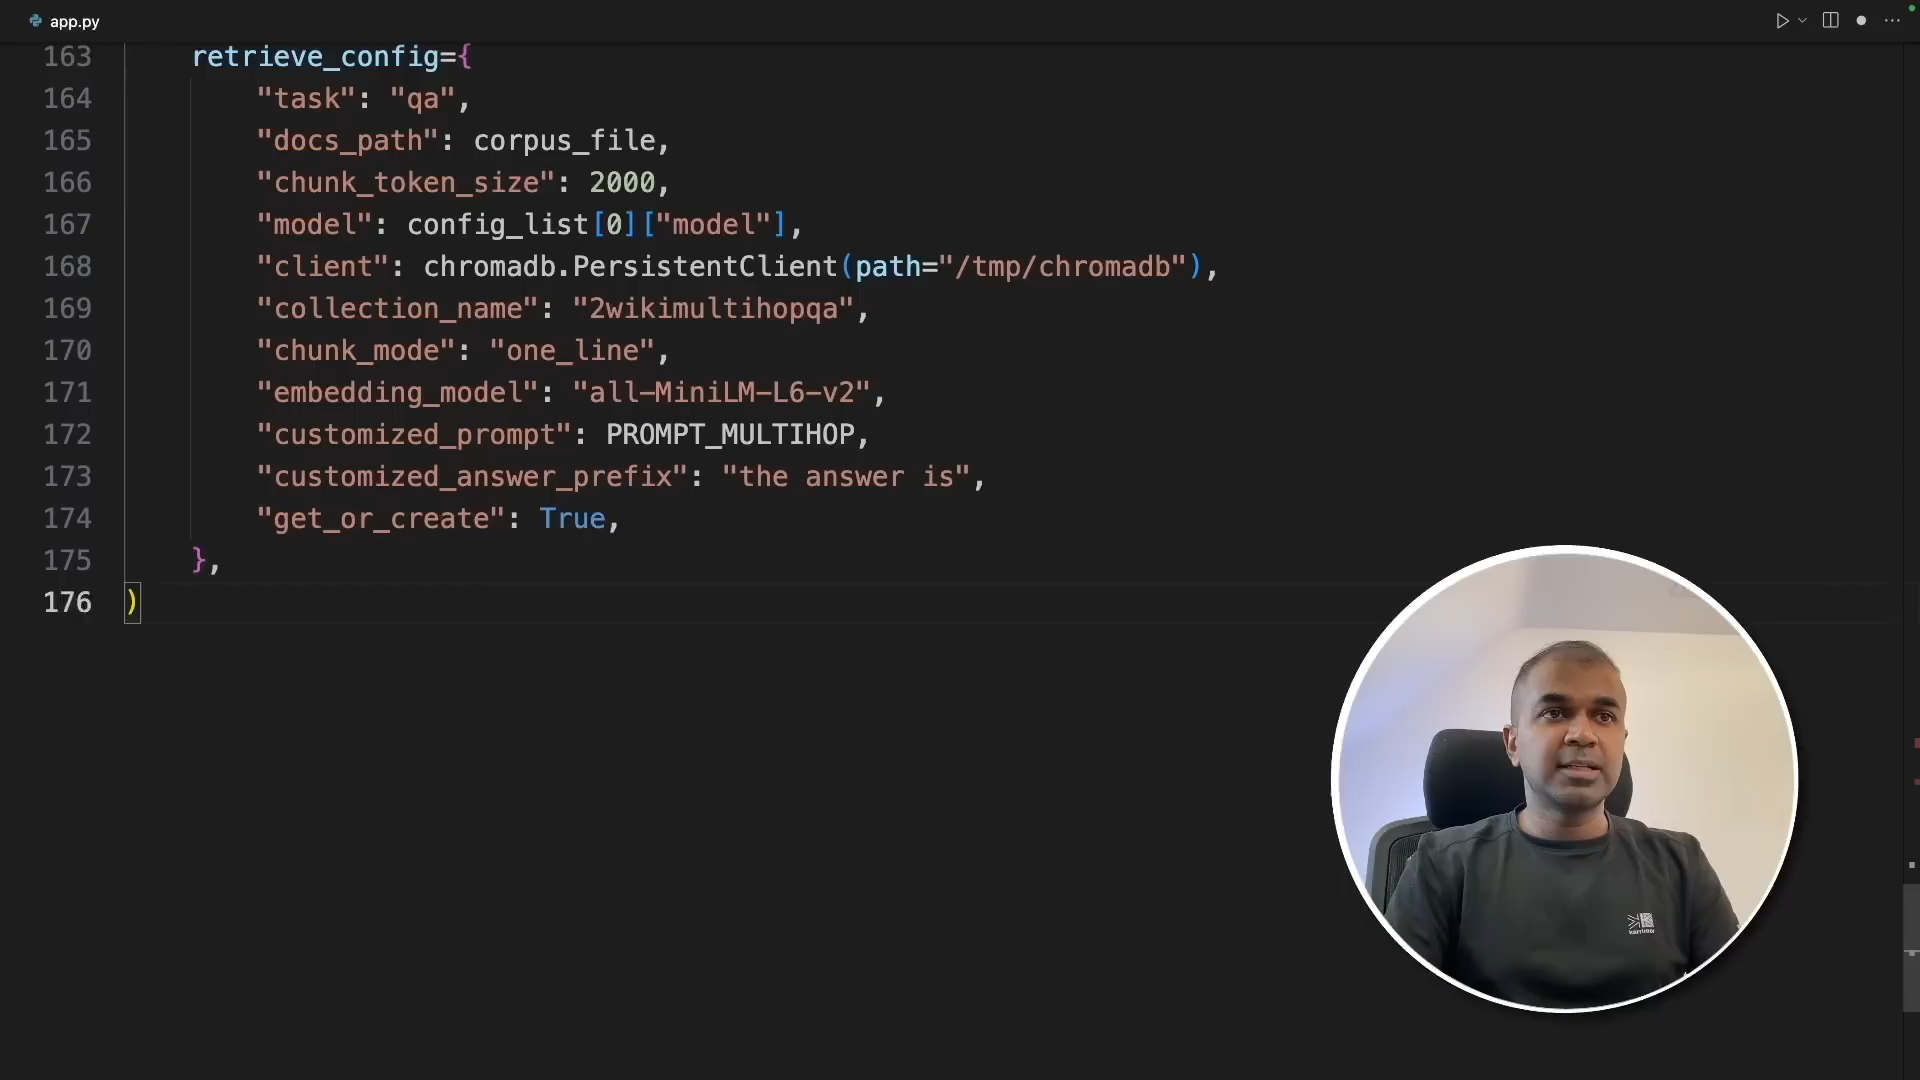 app.py
163 retrieve_config={
164 "task": "qa",
165 "docs_path": corpus_file,
166 "chunk_token_size": 2000,
167 "model": config_list[0]["model"],
168 "client": chromadb.PersistentClient(path="/tmp/chromadb"),
169 "collection_name": "2wikimultihopqa",
170 "chunk_mode": "one_line",
171 "embedding_model": "all-MiniLM-L6-v2",
172 "customized_prompt": PROMPT_MULTIHOP,
173 "customized_answer_prefix": "the answer is",
174 "get_or_create": True,
175 },
176 )